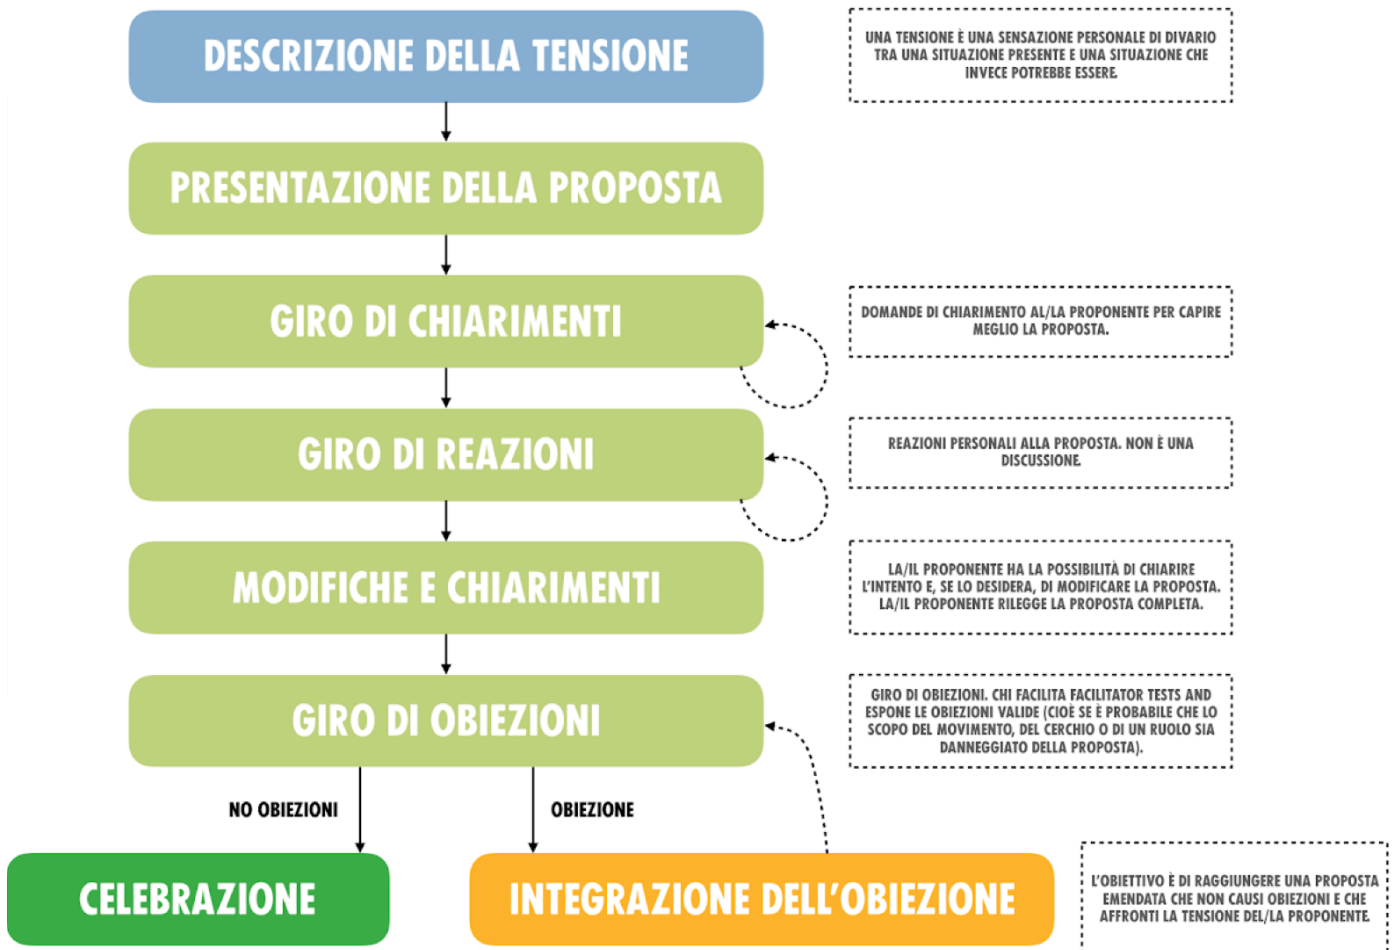 DESCRIZIONE DELLA TENSIONE
UNA TENSIONE È UNA SENSAZIONE PERSONALE DI DIVARIO
TRA UNA SITUAZIONE PRESENTE E UNA SITUAZIONE CHE
INVECE POTREBBE ESSERE.
PRESENTAZIONE DELLA PROPOSTA
GIRO DI CHIARIMENTI
DOMANDE DI CHIARIMENTO AL/LA PROPONENTE PER CAPIRE
MEGLIO LA PROPOSTA.
GIRO DI REAZIONI
REAZIONI PERSONALI ALLA PROPOSTA. NON È UNA
DISCUSSIONE.
MODIFICHE E CHIARIMENTI
LA/IL PROPONENTE HA LA POSSIBILITÀ DI CHIARIRE
L'INTENTO E, SE LO DESIDERA, DI MODIFICARE LA PROPOSTA.
LA/IL PROPONENTE RILEGGE LA PROPOSTA COMPLETA.
GIRO DI OBIEZIONI
GIRO DI OBIEZIONI. CHI FACILITA FACILITATOR TESTS AND
ESPONE LE OBIEZIONI VALIDE (CIOÈ SE È PROBABILE CHE LO
SCOPO DEL MOVIMENTO, DEL CERCHIO O DI UN RUOLO SIA
DANNEGGIATO DELLA PROPOSTA).
NO OBIEZIONI
OBIEZIONE
CELEBRAZIONE
INTEGRAZIONE DELL'OBIEZIONE
L'OBIETTIVO È DI RAGGIUNGERE UNA PROPOSTA
EMENDATA CHE NON CAUSI OBIEZIONI E CHE
AFFRONTI LA TENSIONE DEL/LA PROPONENTE.